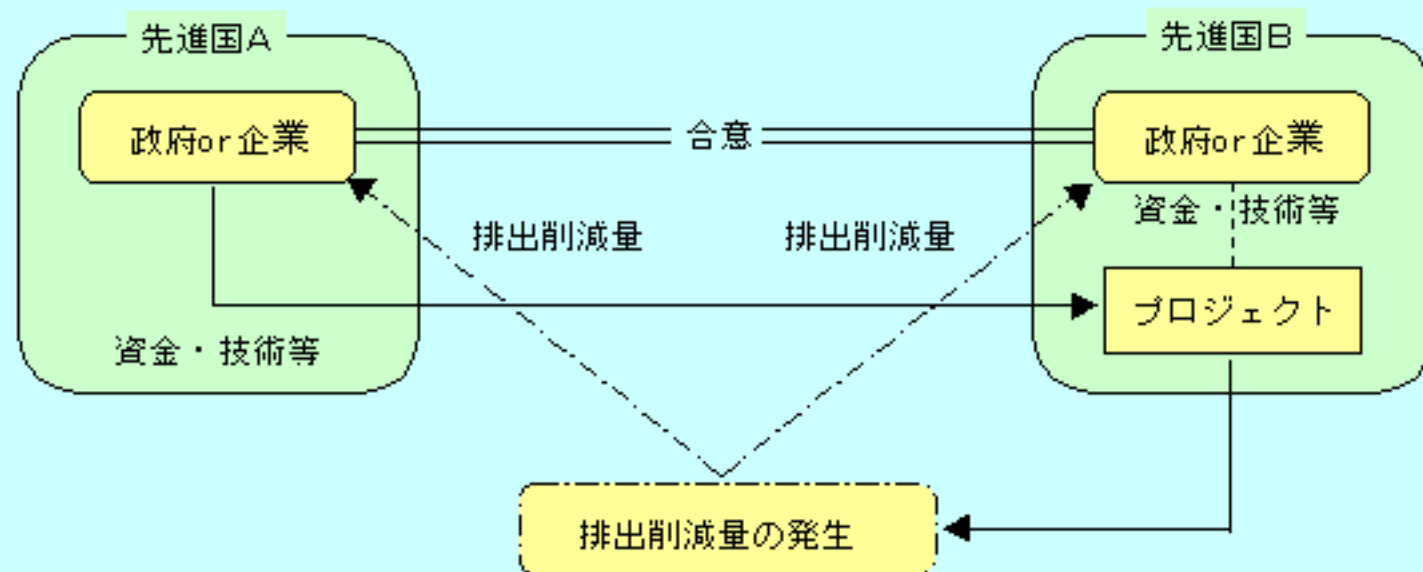 先進国A
先進国B
政府or企業
合意
政府or企業
資金・技術等
排出削減量
排出削減量
プロジェクト
資金・技術等
排出削減量の発生